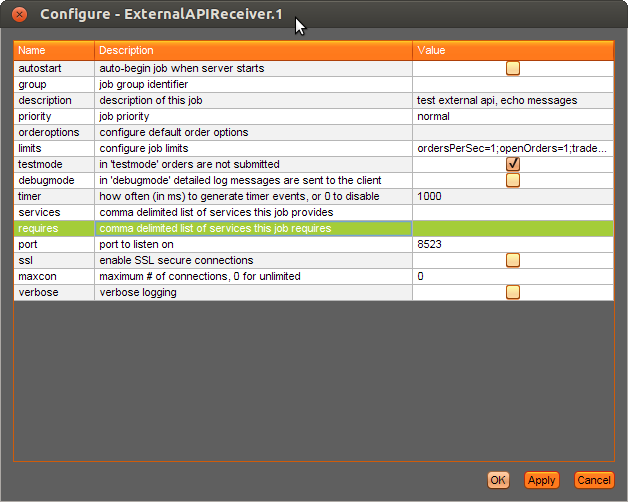 Configure - ExternalAPIReceiver.1
Name Description Value
autostart auto-begin job when server starts
group job group identifier
description description of this job test external api, echo messages
priority job priority normal
orderoptions configure default order options
limits configure job limits ordersPerSec=1;openOrders=1;trade...
testmode in 'testmode' orders are not submitted
debugmode in 'debugmode' detailed log messages are sent to the client
timer how often (in ms) to generate timer events, or 0 to disable 1000
services comma delimited list of services this job provides
requires comma delimited list of services this job requires
port port to listen on 8523
ssl enable SSL secure connections
maxcon maximum # of connections, 0 for unlimited 0
verbose verbose logging
OK Apply Cancel